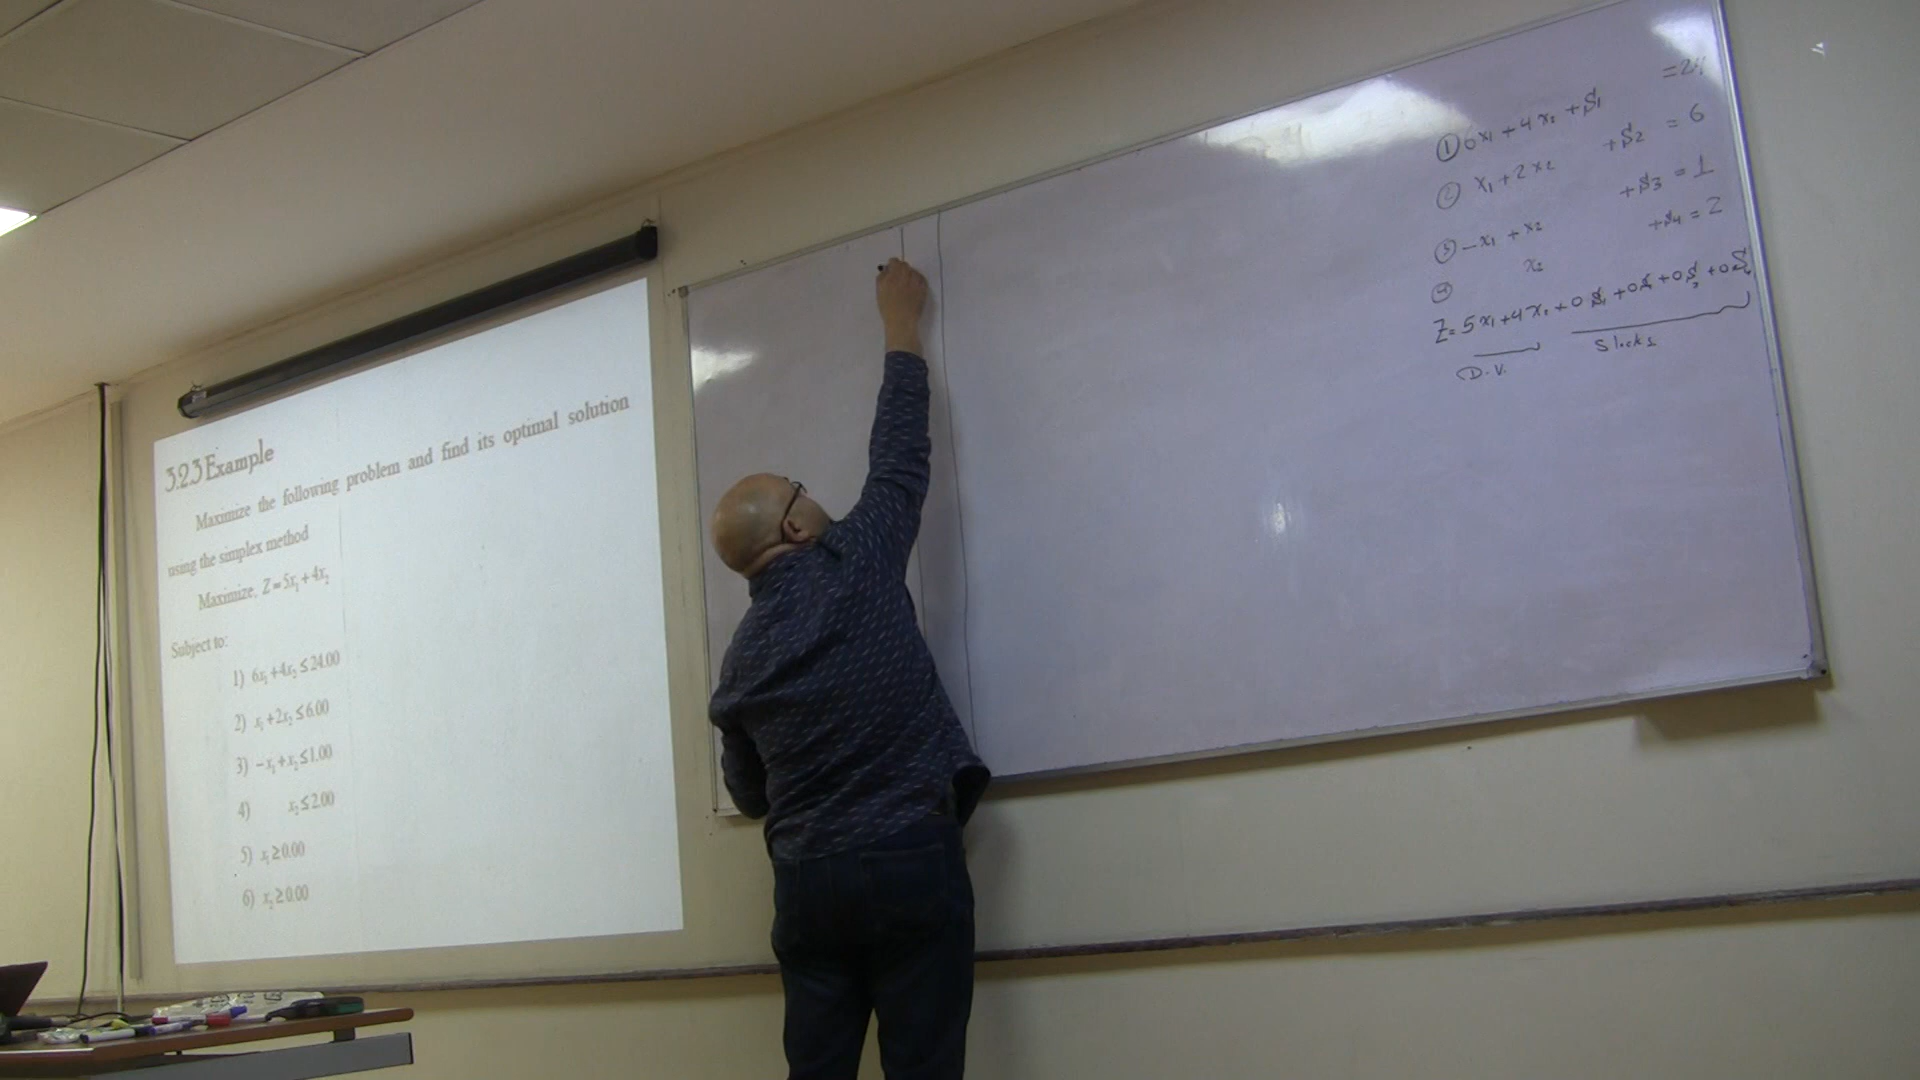 3.2.3 Example
Maximize the following problem and find its optimal solution
using the simplex method
Maximize, Z = 5x₁ + 4x₂
Subject to:
1) 6x₁ + 4x₂ ≤ 24.00
2) x₁ + 2x₂ ≤ 6.00
3) −x₁ + x₂ ≤ 1.00
4) x₂ ≤ 2.00
5) x₁ ≥ 0.00
6) x₂ ≥ 0.00
① 6x₁ + 4x₂ + S₁ = 24
② x₁ + 2x₂ + S₂ = 6
③ −x₁ + x₂ + S₃ = 1
④ x₂ + S₄ = 2
Z = 5x₁ + 4x₂ + 0S₁ + 0S₂ + 0S₃ + 0S₄
D.V. Slacks